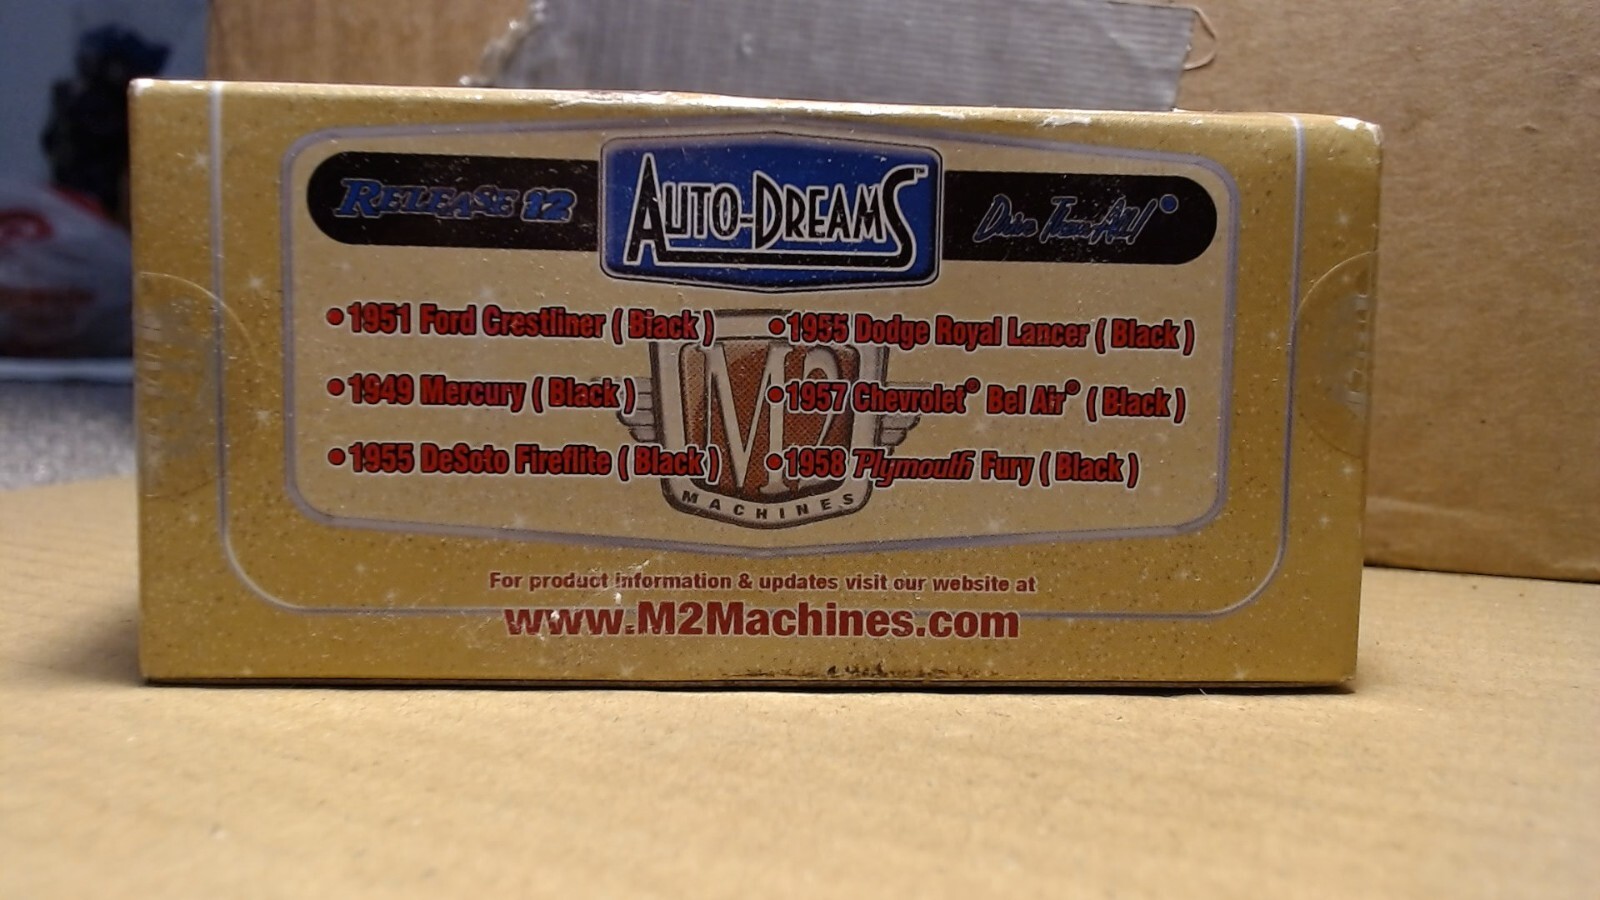 RELEASE 12
AUTO-DREAMS™
Drive Them All!
•1951 Ford Crestliner ( Black )
•1949 Mercury ( Black )
•1955 DeSoto Fireflite ( Black )
•1955 Dodge Royal Lancer ( Black )
•1957 Chevrolet® Bel Air® ( Black )
•1958 Plymouth Fury ( Black )
M2
MACHINES
For product information & updates visit our website at
www.M2Machines.com